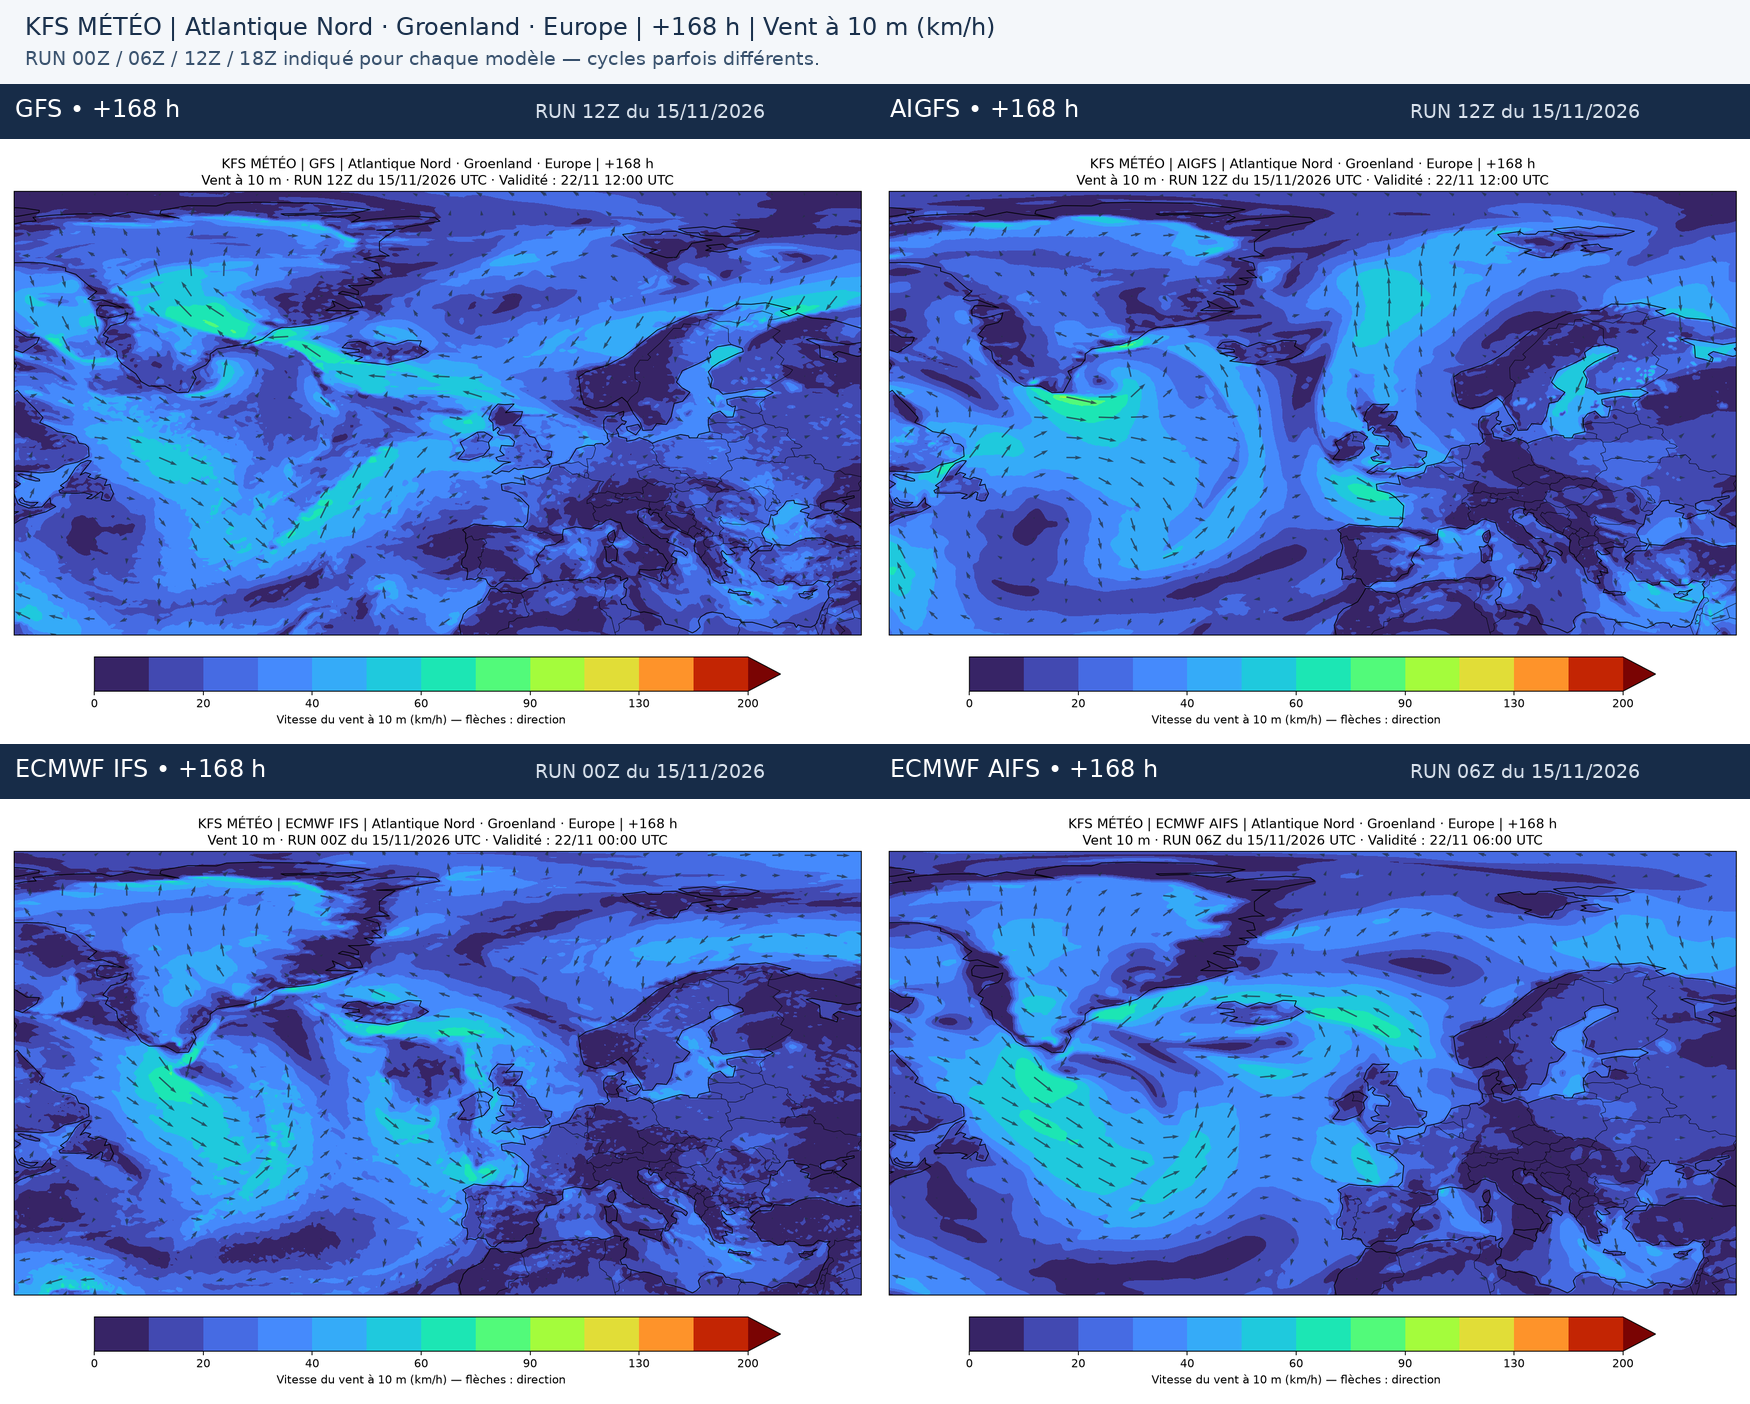 KFS MÉTÉO | Atlantique Nord · Groenland · Europe | +168 h | Vent à 10 m (km/h)
RUN 00Z / 06Z / 12Z / 18Z indiqué pour chaque modèle — cycles parfois différents.
GFS • +168 h
RUN 12Z du 15/11/2026
KFS MÉTÉO | GFS | Atlantique Nord · Groenland · Europe | +168 h
Vent à 10 m · RUN 12Z du 15/11/2026 UTC · Validité : 22/11 12:00 UTC
0 20 40 60 90 130 200
Vitesse du vent à 10 m (km/h) — flèches : direction
AIGFS • +168 h
RUN 12Z du 15/11/2026
KFS MÉTÉO | AIGFS | Atlantique Nord · Groenland · Europe | +168 h
Vent à 10 m · RUN 12Z du 15/11/2026 UTC · Validité : 22/11 12:00 UTC
0 20 40 60 90 130 200
Vitesse du vent à 10 m (km/h) — flèches : direction
ECMWF IFS • +168 h
RUN 00Z du 15/11/2026
KFS MÉTÉO | ECMWF IFS | Atlantique Nord · Groenland · Europe | +168 h
Vent 10 m · RUN 00Z du 15/11/2026 UTC · Validité : 22/11 00:00 UTC
0 20 40 60 90 130 200
Vitesse du vent à 10 m (km/h) — flèches : direction
ECMWF AIFS • +168 h
RUN 06Z du 15/11/2026
KFS MÉTÉO | ECMWF AIFS | Atlantique Nord · Groenland · Europe | +168 h
Vent 10 m · RUN 06Z du 15/11/2026 UTC · Validité : 22/11 06:00 UTC
0 20 40 60 90 130 200
Vitesse du vent à 10 m (km/h) — flèches : direction